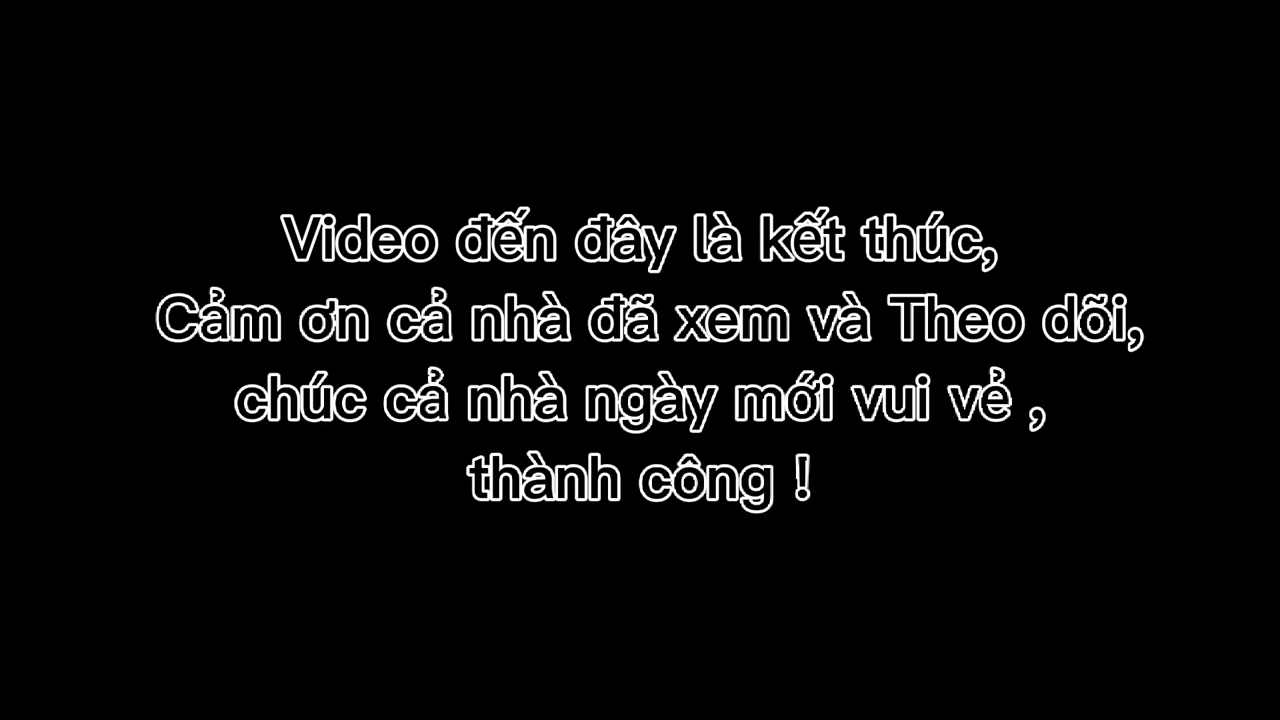 Video đến đây là kết thúc,
Cảm ơn cả nhà đã xem và Theo dõi,
chúc cả nhà ngày mới vui vẻ ,
thành công !